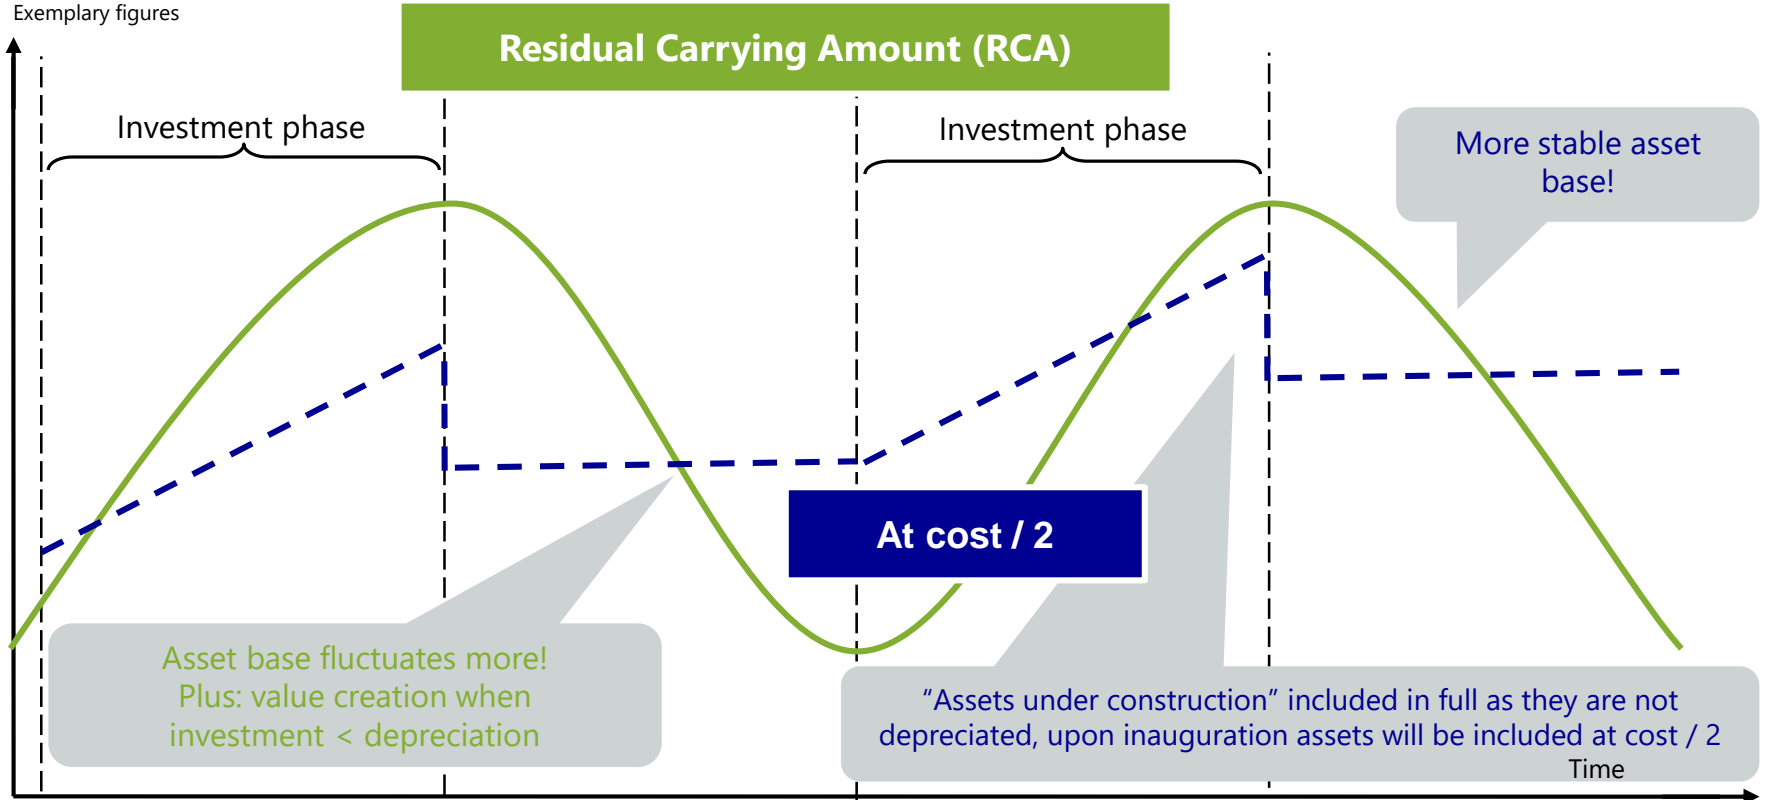 Exemplary figures
Residual Carrying Amount (RCA)
Investment phase
Investment phase
More stable asset
base!
At cost / 2
Asset base fluctuates more!
Plus: value creation when
investment < depreciation
“Assets under construction” included in full as they are not
depreciated, upon inauguration assets will be included at cost / 2
Time